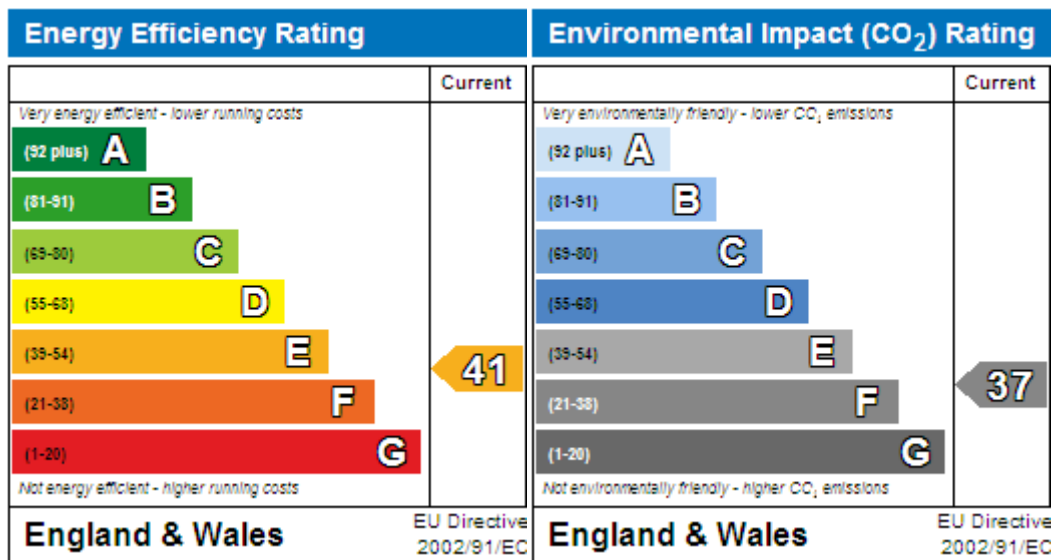 Energy Efficiency Rating
Current
Very energy efficient - lower running costs
(92 plus) A
(81-91) B
(69-80) C
(55-68) D
(39-54) E
41
(21-38) F
(1-20) G
Not energy efficient - higher running costs
England & Wales
EU Directive
2002/91/EC
Environmental Impact (CO2) Rating
Current
Very environmentally friendly - lower CO2 emissions
(92 plus) A
(81-91) B
(69-80) C
(55-68) D
(39-54) E
37
(21-38) F
(1-20) G
Not environmentally friendly - higher CO2 emissions
England & Wales
EU Directive
2002/91/EC